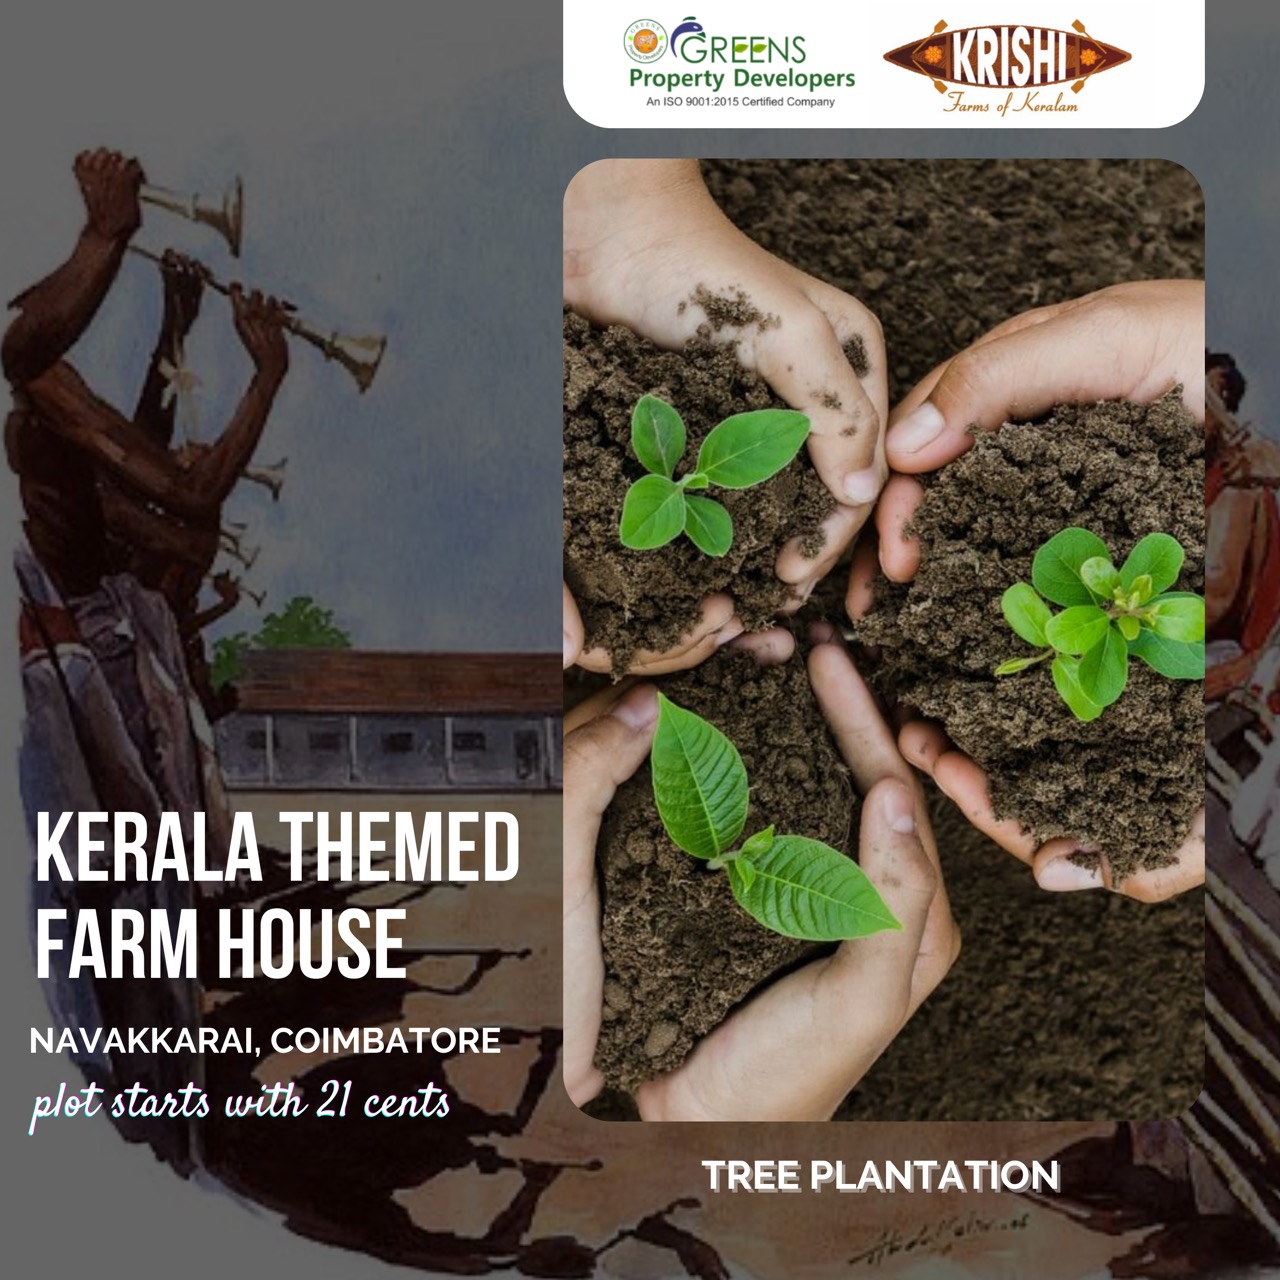 GREENS
GREENS
Property Developers
An ISO 9001:2015 Certified Company
KRISHI
Farms of Keralam
KERALA THEMED
FARM HOUSE
NAVAKKARAI, COIMBATORE
plot starts with 21 cents
TREE PLANTATION